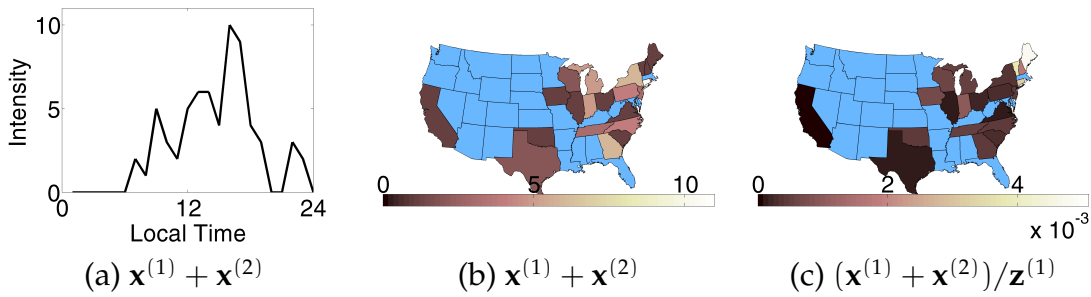 Intensity
10
5
0
0
12
24
Local Time
(a) x⁽¹⁾ + x⁽²⁾
0
5
10
(b) x⁽¹⁾ + x⁽²⁾
0
2
4
x 10⁻³
(c) (x⁽¹⁾ + x⁽²⁾)/z⁽¹⁾